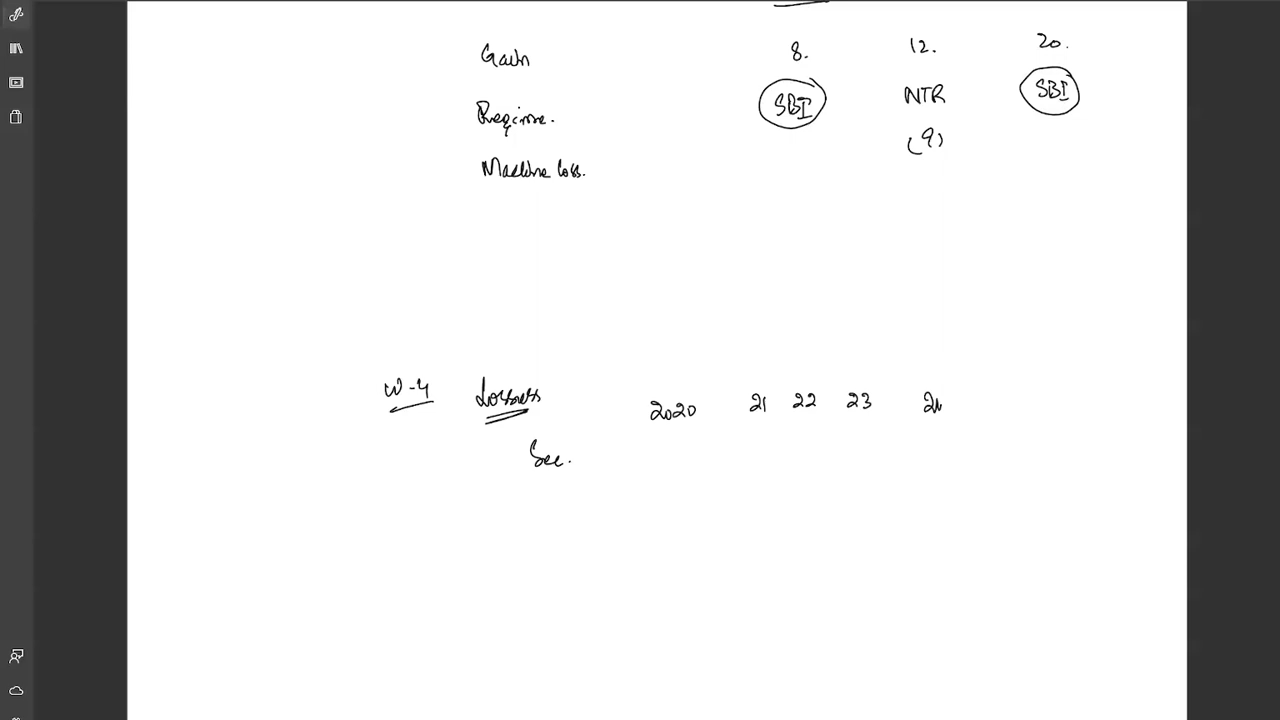 Gain 8. 12. 20.
Regime. SBI NTR SBI
(9)
Machine loss.
W-4 Losses 2020 21 22 23 24
Sec.